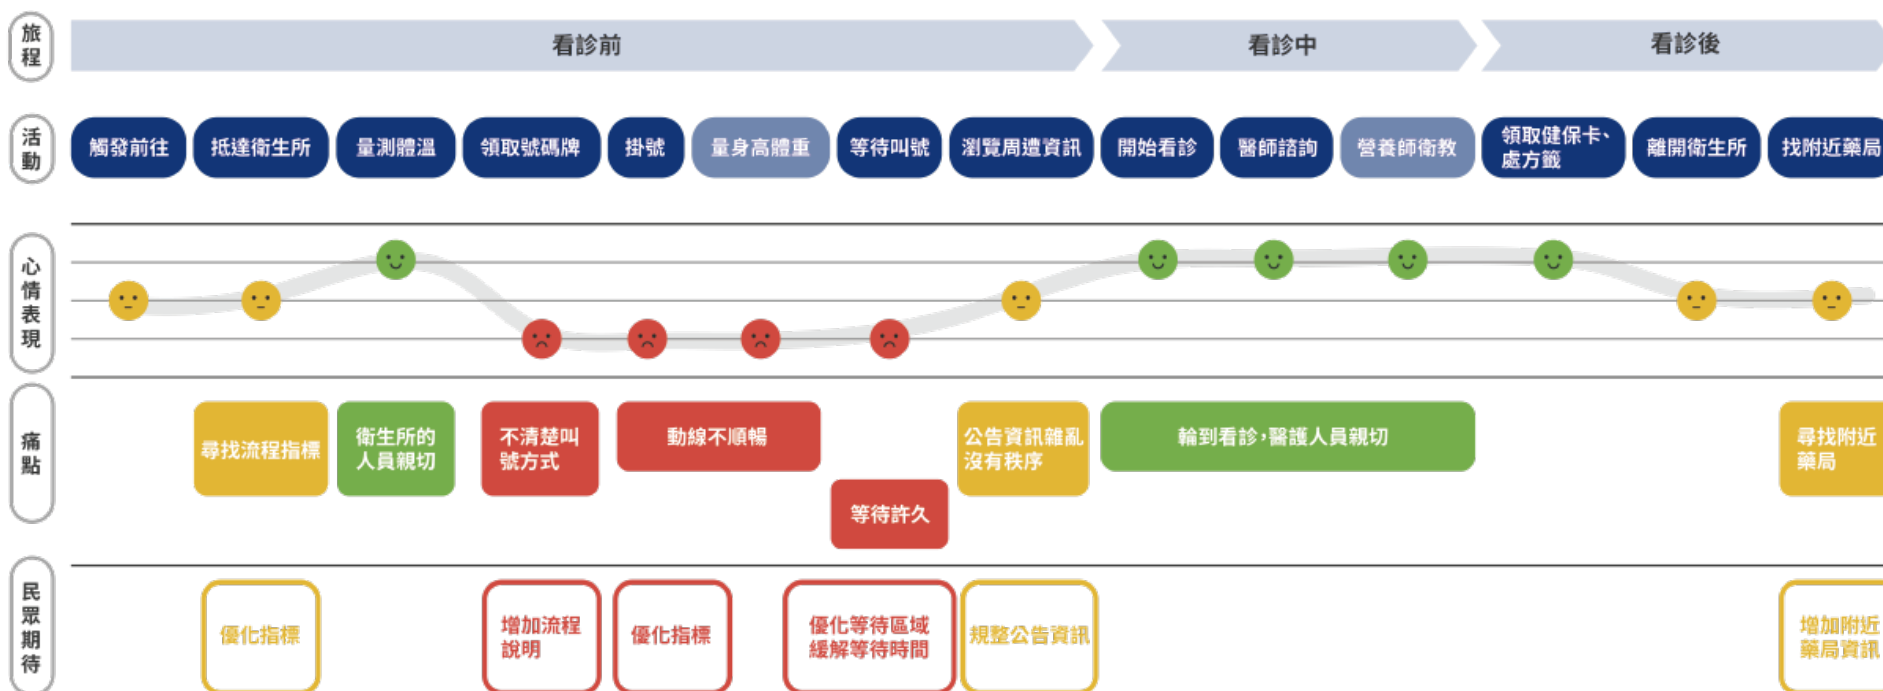 旅程
看診前
看診中
看診後
活動
觸發前往
抵達衛生所
量測體溫
領取號碼牌
掛號
量身高體重
等待叫號
瀏覽周遭資訊
開始看診
醫師諮詢
營養師衛教
領取健保卡、
處方籤
離開衛生所
找附近藥局
心情表現
痛點
尋找流程指標
衛生所的
人員親切
不清楚叫
號方式
動線不順暢
等待許久
公告資訊雜亂
沒有秩序
輪到看診，醫護人員親切
尋找附近
藥局
民眾期待
優化指標
增加流程
說明
優化指標
優化等待區域
緩解等待時間
規整公告資訊
增加附近
藥局資訊